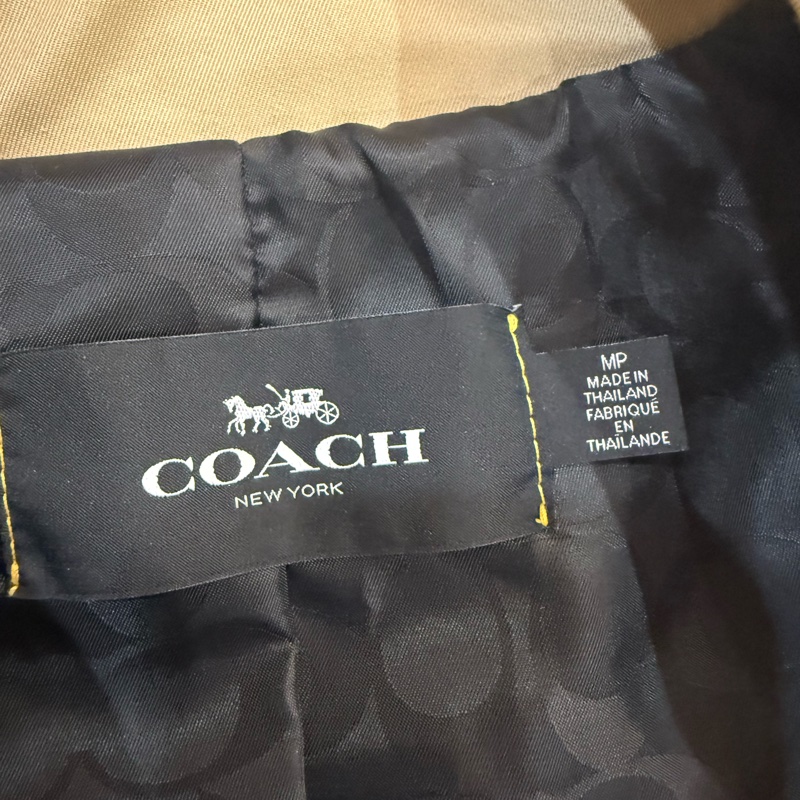 COACH
NEW YORK
MP
MADE IN
THAILAND
FABRIQUÉ
EN
THAÏLANDE